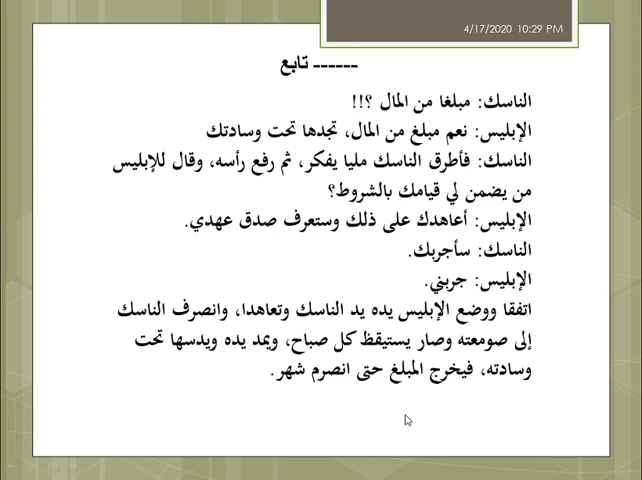 4/17/2020 10:29 PM
------ تابع
الناسك: مبلغا من المال ؟!!
الإبليس: نعم مبلغ من المال، تجدها تحت وسادتك
الناسك: فأطرق الناسك مليا يفكر، ثم رفع رأسه، وقال للإبليس
من يضمن لي قيامك بالشروط؟
الإبليس: أعاهدك على ذلك وستعرف صدق عهدي.
الناسك: سأجربك.
الإبليس: جربني.
اتفقا ووضع الإبليس يده يد الناسك وتعاهدا، وانصرف الناسك
إلى صومعته وصار يستيقظ كل صباح، ويمد يده ويدسها تحت
وسادته، فيخرج المبلغ حتى انصرم شهر.